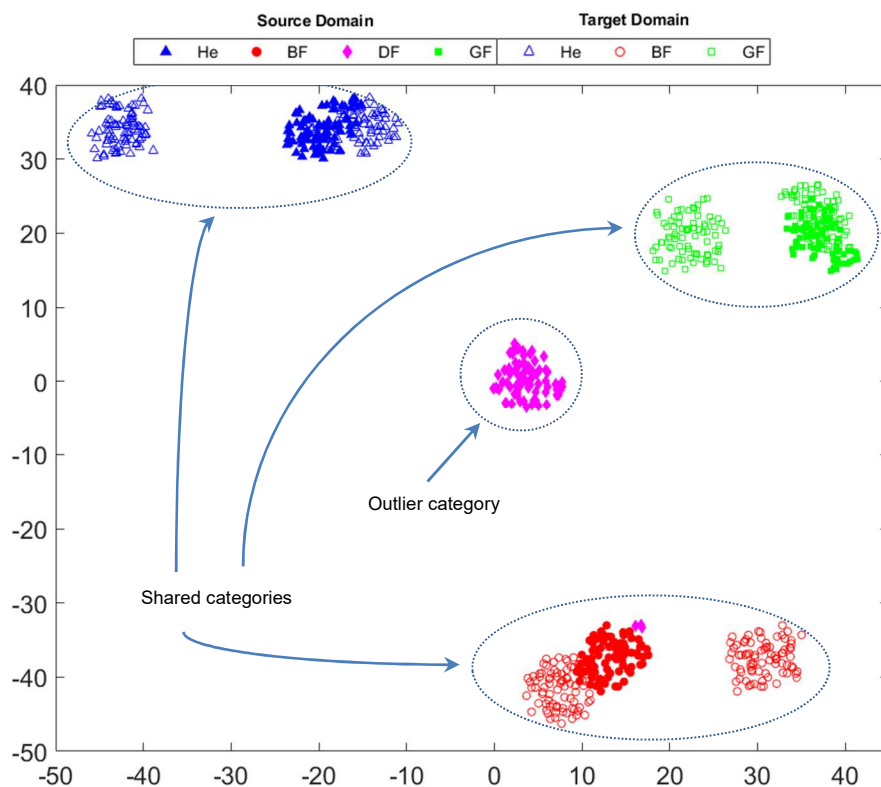 Source Domain Target Domain
He BF DF GF He BF GF
40
30
20
10
0
-10
Outlier category
-20
-30
Shared categories
-40
-50
-50 -40 -30 -20 -10 0 10 20 30 40